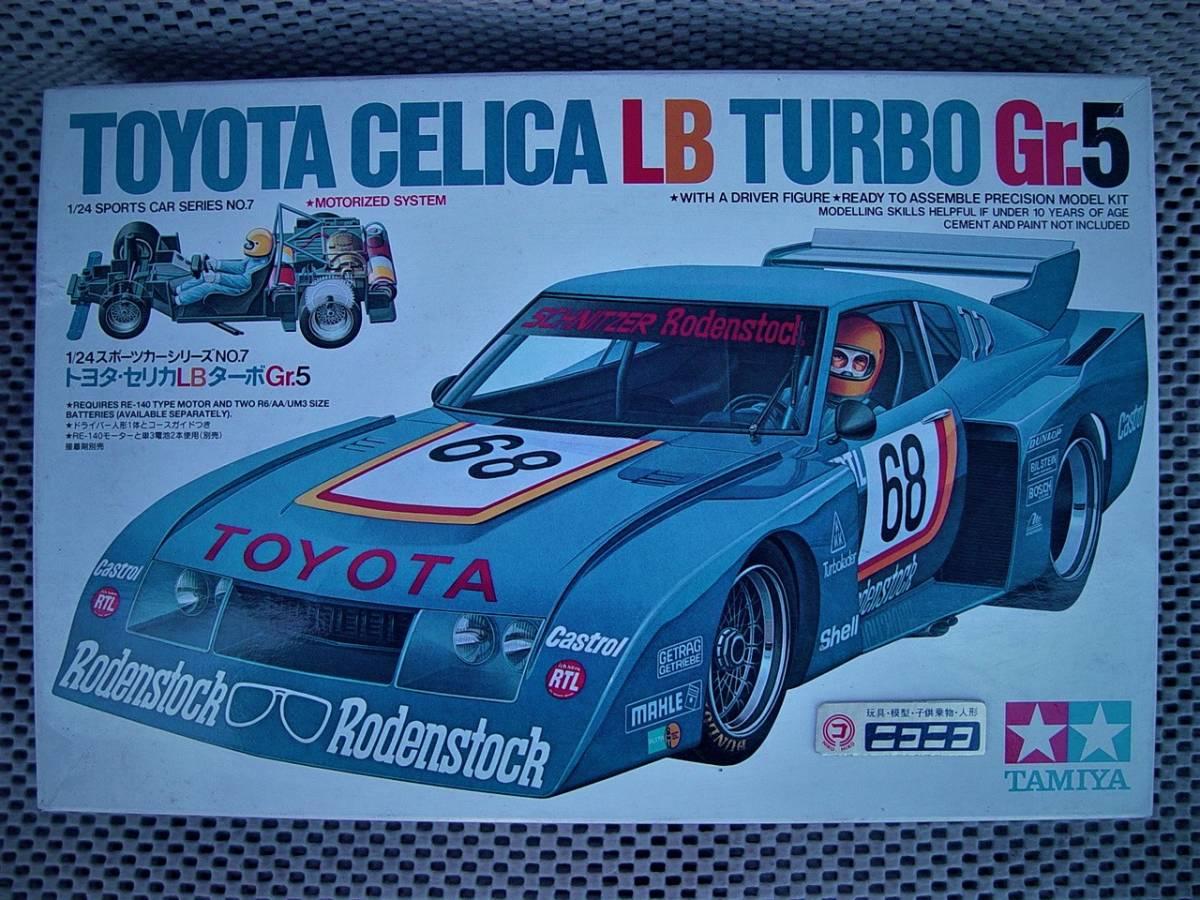 TOYOTA CELICA LB TURBO Gr.5
1/24 SPORTS CAR SERIES NO.7
★MOTORIZED SYSTEM
★WITH A DRIVER FIGURE ★READY TO ASSEMBLE PRECISION MODEL KIT
MODELLING SKILLS HELPFUL IF UNDER 10 YEARS OF AGE
CEMENT AND PAINT NOT INCLUDED
1/24スポーツカーシリーズNO.7
トヨタ・セリカLBターボGr.5
★REQUIRES RE-140 TYPE MOTOR AND TWO R6/AA/UM3 SIZE
BATTERIES (AVAILABLE SEPARATELY).
★ドライバー人形1体とコースガイドつき
★RE-140モーターと単3電池2本使用(別売)
接着剤別売
SCHNITZER Rodenstock
68
68
TOYOTA
DUNLOP
BILSTEIN
BOSCH
Castrol
Turbolader
Rodenstock
Shell
Castrol
RTL
Castrol
RTL
GETRAG
GETRIEBE
MAHLE
Rodenstock
Rodenstock
DUNLOP
玩具・模型・子供乗物・人形
ニコニコ
TAMIYA